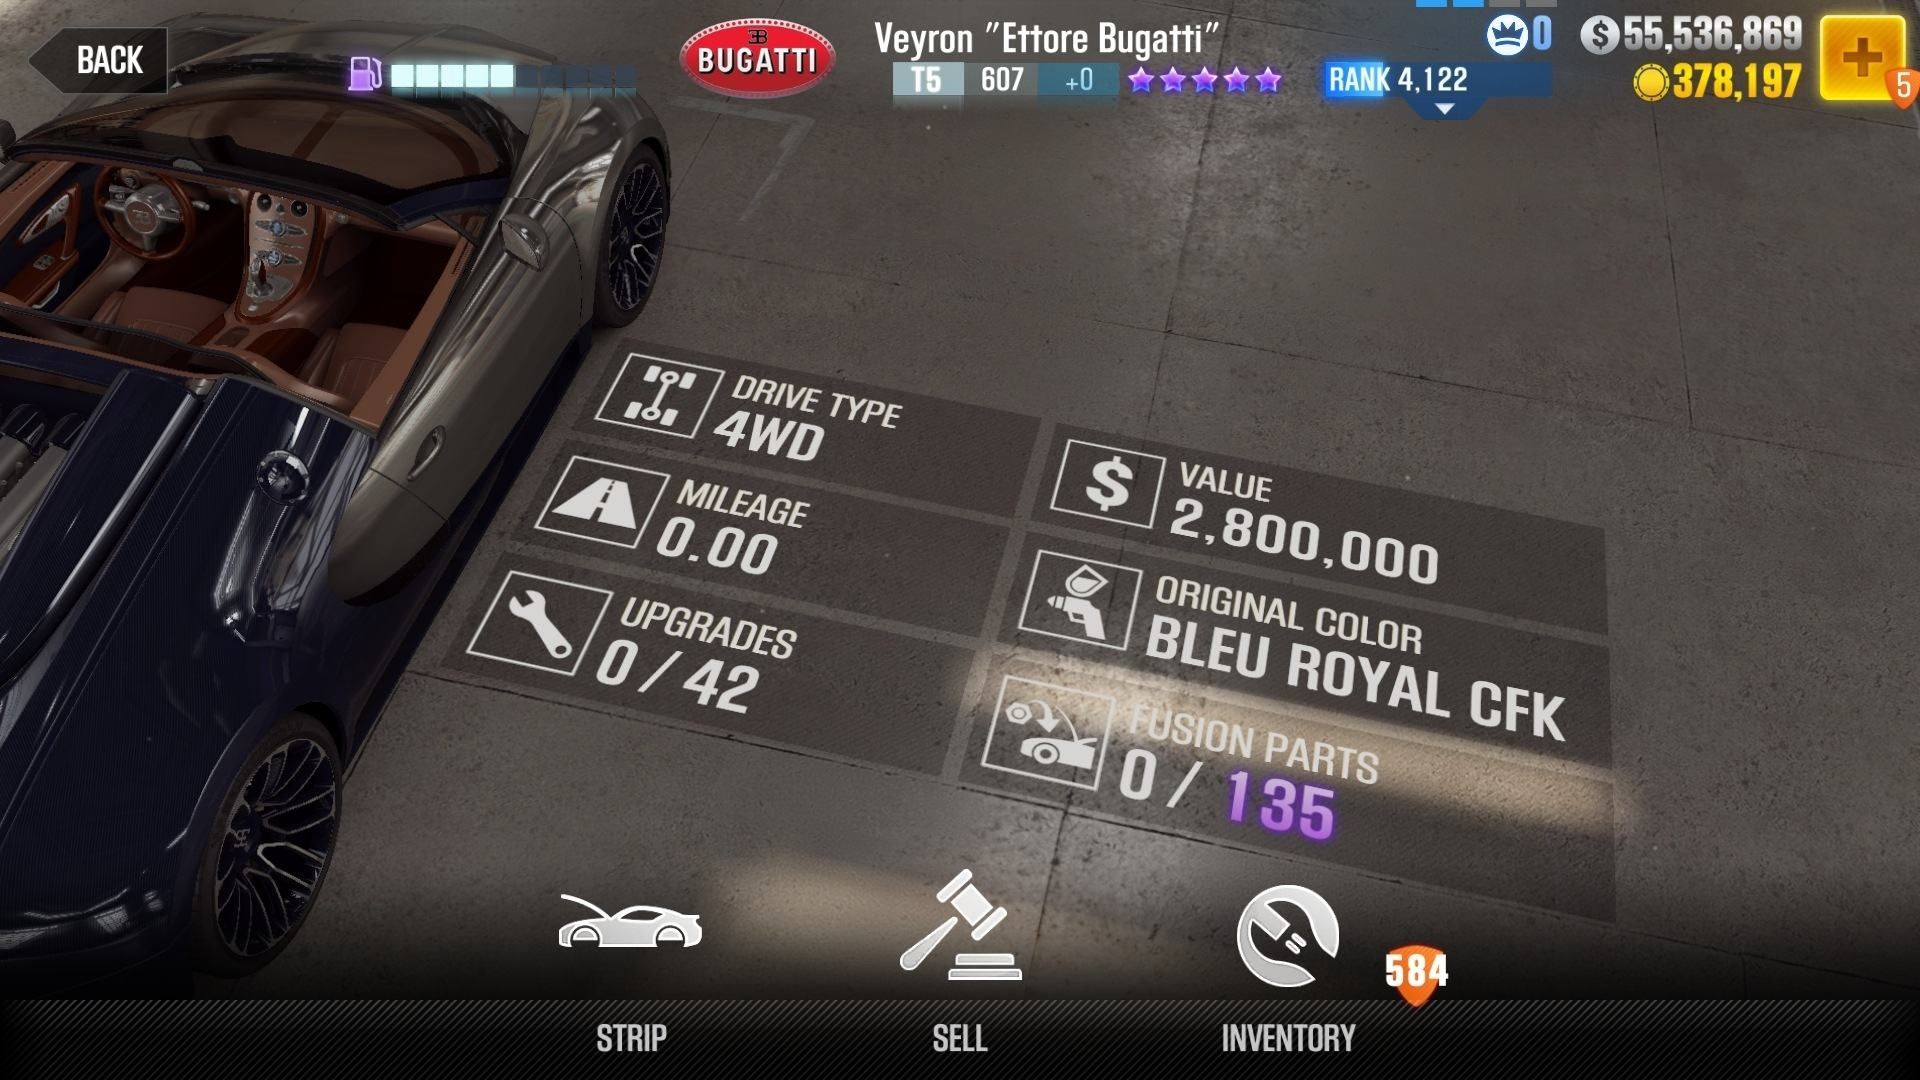 BACK
BUGATTI
Veyron "Ettore Bugatti"
T5 607 +0
RANK 4,122
0
$ 55,536,869
378,197
5
DRIVE TYPE
4WD
MILEAGE
0.00
UPGRADES
0 / 42
$ VALUE
2,800,000
ORIGINAL COLOR
BLEU ROYAL CFK
FUSION PARTS
0 / 135
584
STRIP
SELL
INVENTORY